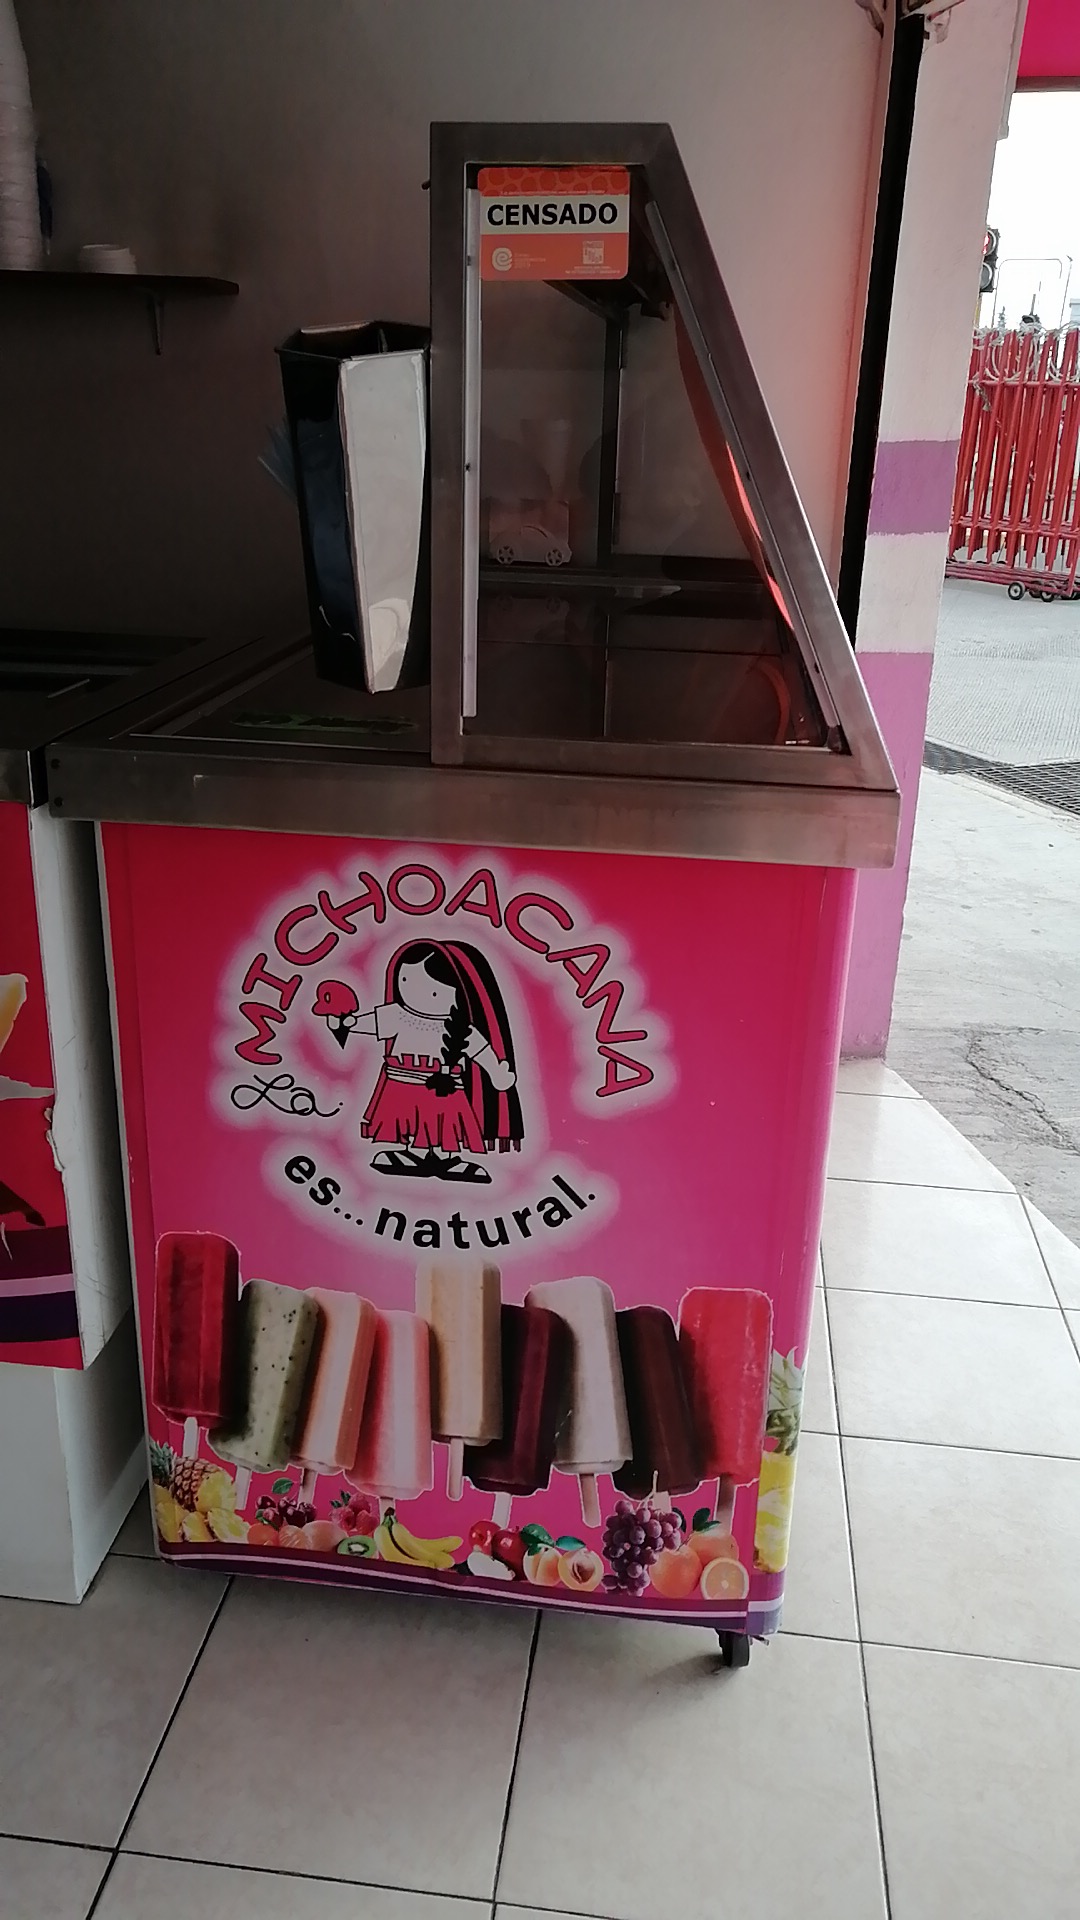 CENSADO
La MICHOACANA
es... natural.